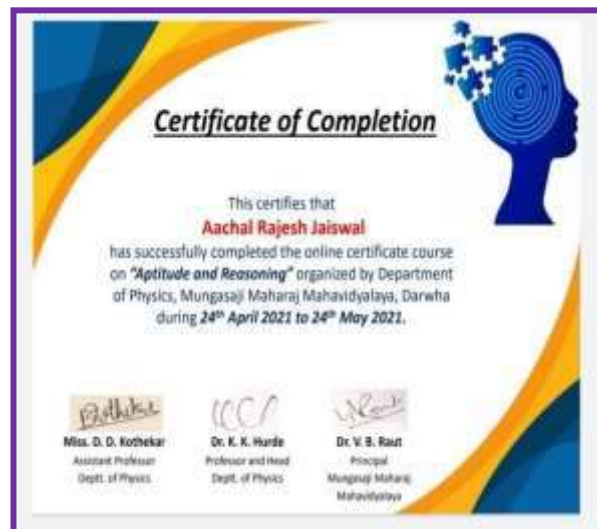 Certificate of Completion
This certifies that
Aachal Rajesh Jaiswal
has successfully completed the online certificate course
on "Aptitude and Reasoning" organized by Department
of Physics, Mungasaji Maharaj Mahavidyalaya, Darwha
during 24th April 2021 to 24th May 2021.
Miss. D. D. Kothekar
Dr. K. K. Hurde
Dr. V. B. Raut
Assistant Professor
Professor and Head
Principal
Deptt. of Physics
Deptt. of Physics
Mungasaji Maharaj
Mahavidyalaya